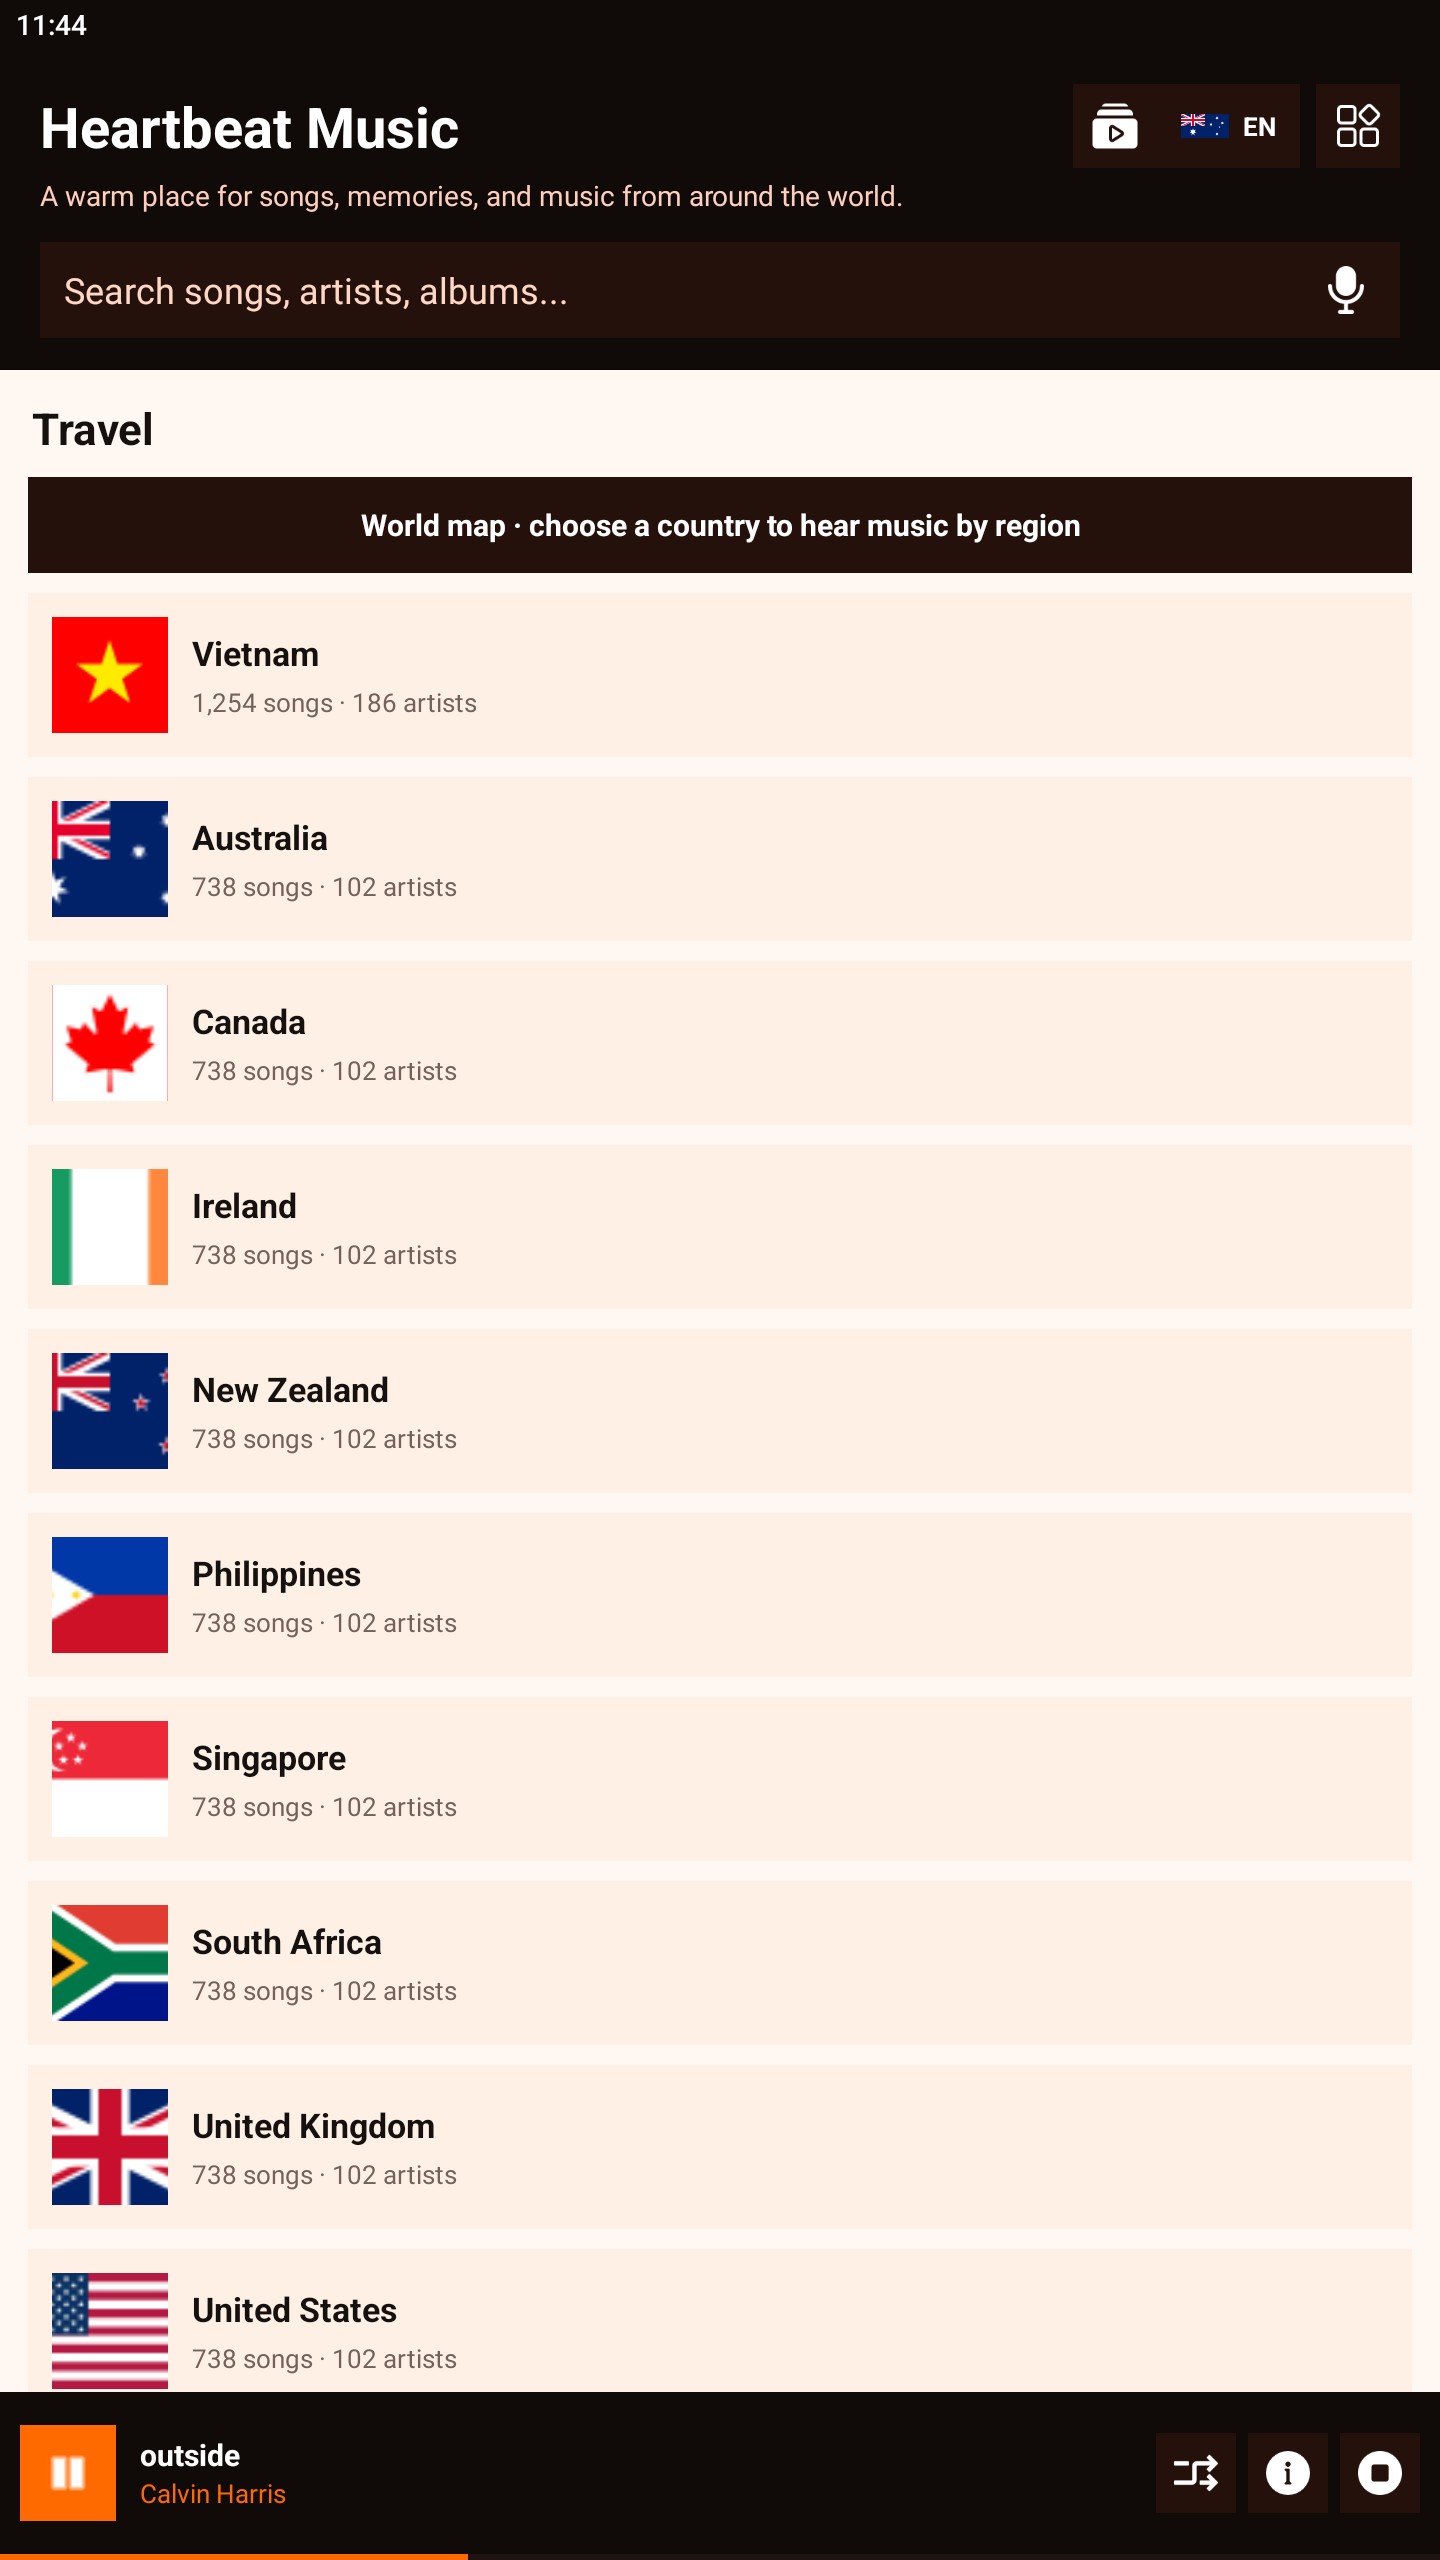 11:44
Heartbeat Music
EN
A warm place for songs, memories, and music from around the world.
Search songs, artists, albums...
Travel
World map · choose a country to hear music by region
Vietnam
1,254 songs · 186 artists
Australia
738 songs · 102 artists
Canada
738 songs · 102 artists
Ireland
738 songs · 102 artists
New Zealand
738 songs · 102 artists
Philippines
738 songs · 102 artists
Singapore
738 songs · 102 artists
South Africa
738 songs · 102 artists
United Kingdom
738 songs · 102 artists
United States
738 songs · 102 artists
outside
Calvin Harris